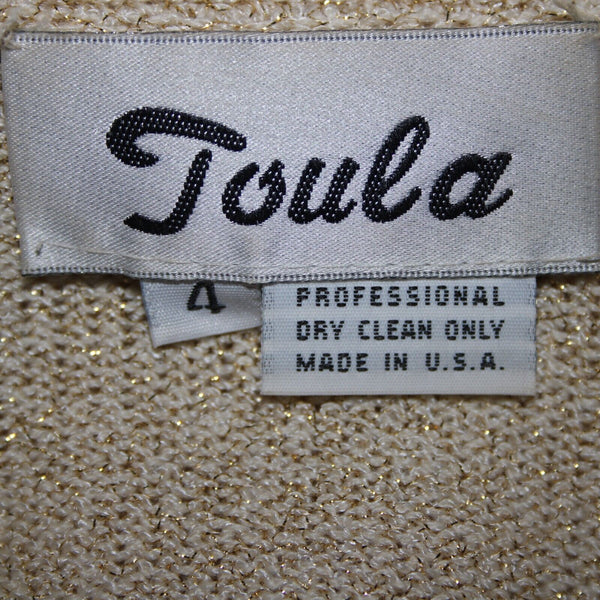 Toula
4
PROFESSIONAL
DRY CLEAN ONLY
MADE IN U.S.A.